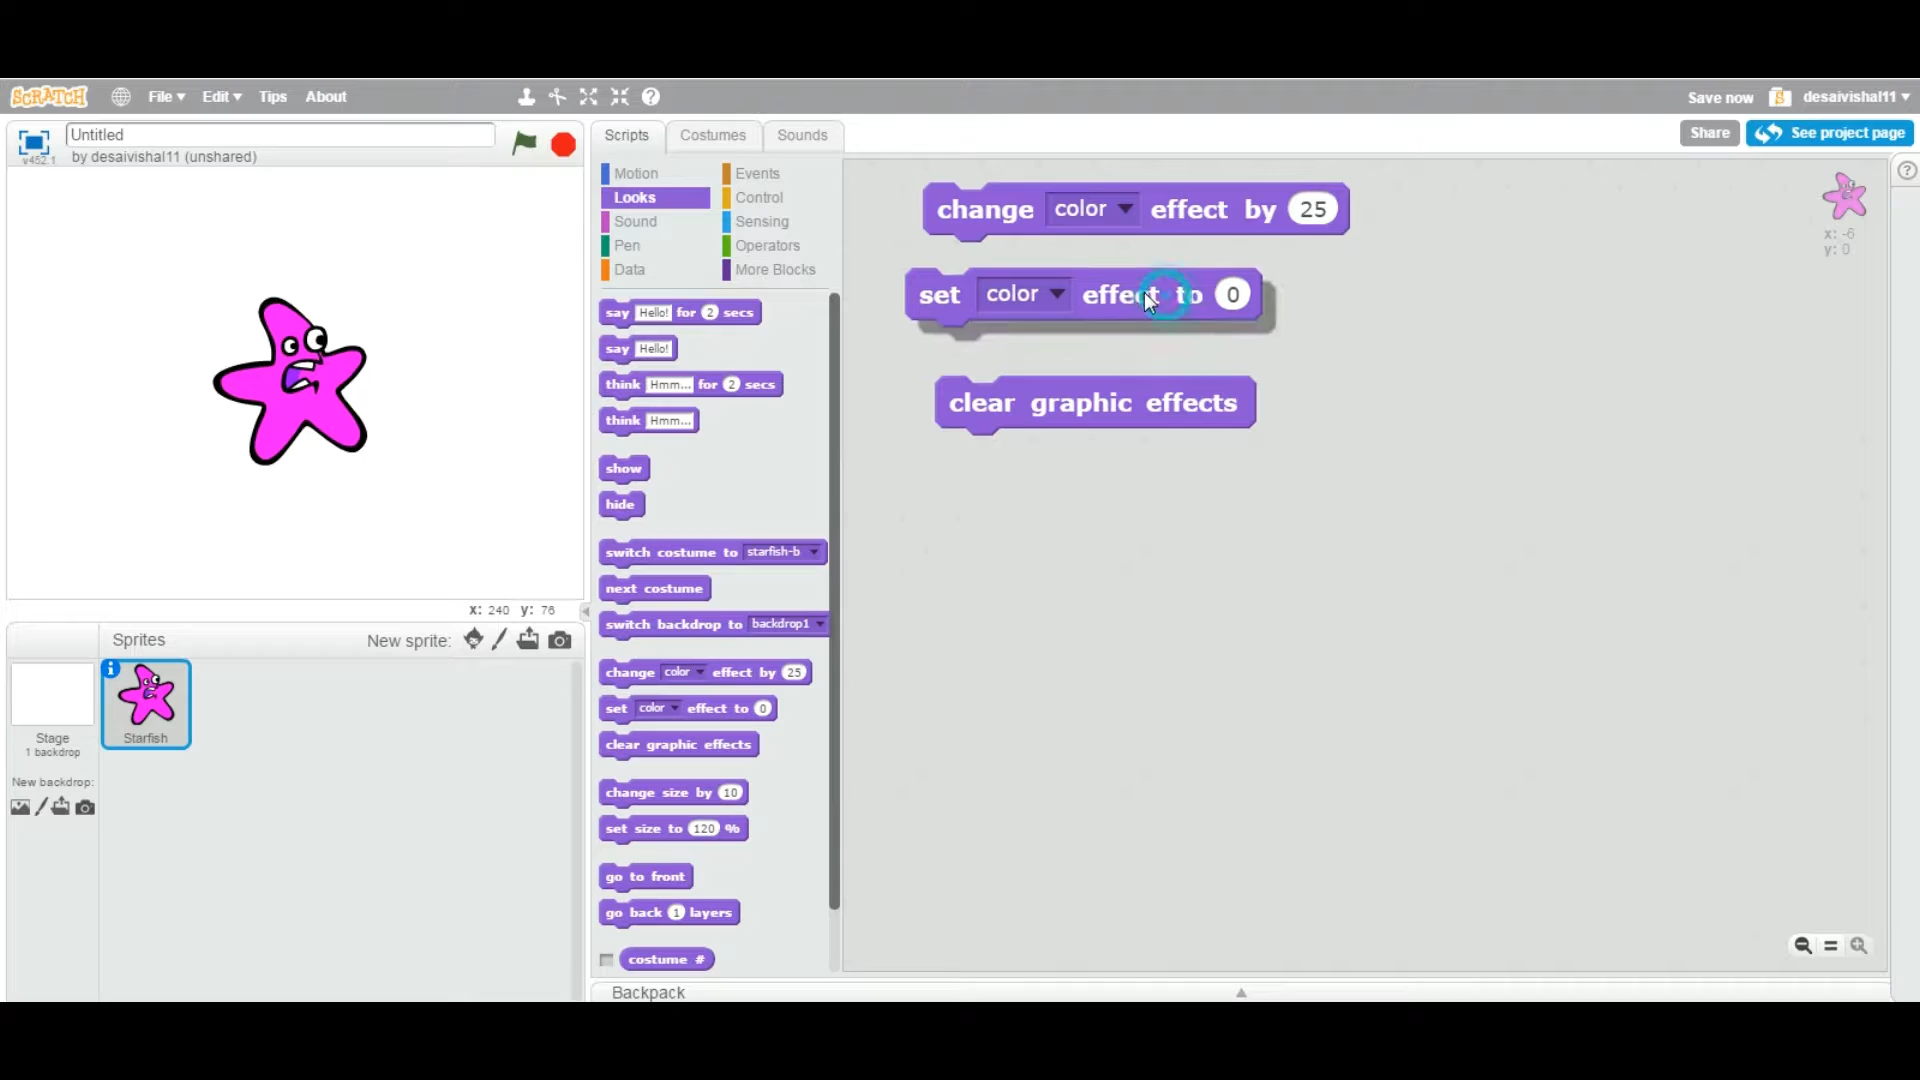 SCRATCH File Edit Tips About Save now desaivishal11
Untitled
by desaivishal11 (unshared)
v452.1
Scripts Costumes Sounds
Share See project page
Motion Events
Looks Control
Sound Sensing
Pen Operators
Data More Blocks
say Hello! for 2 secs
say Hello!
think Hmm... for 2 secs
think Hmm...
show
hide
switch costume to starfish-b
next costume
switch backdrop to backdrop1
change color effect by 25
set color effect to 0
clear graphic effects
change size by 10
set size to 120 %
go to front
go back 1 layers
costume #
change color effect by 25
set color effect to 0
clear graphic effects
x: -6
y: 0
x: 240 y: 76
Sprites New sprite:
Stage
1 backdrop
Starfish
New backdrop:
Backpack